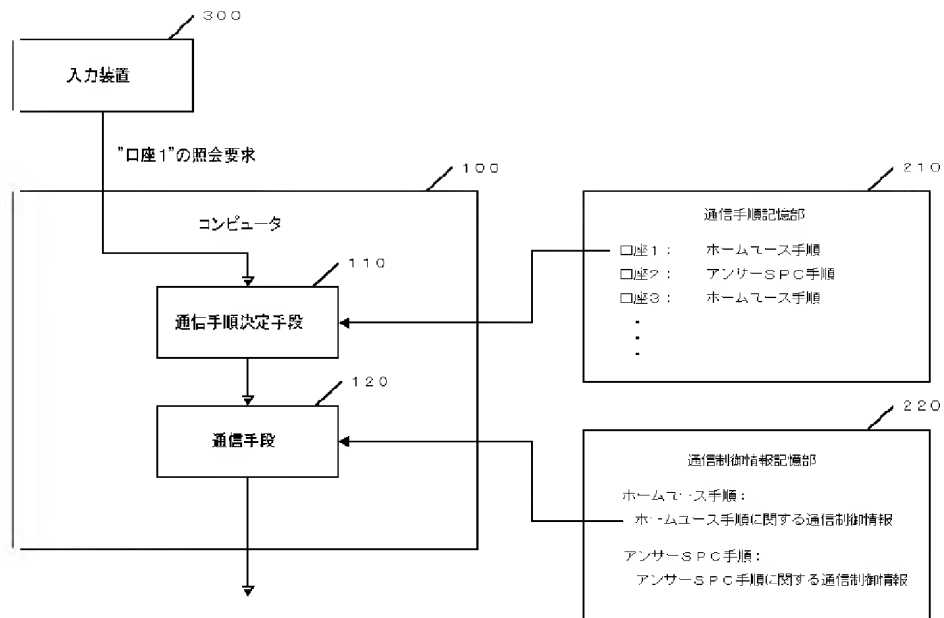 ３００
入力装置
"口座1"の照会要求
１００
コンピュータ
１１０
通信手順決定手段
１２０
通信手段
２１０
通信手順記憶部
口座１： ホームユース手順
口座２： アンサーＳＰＣ手順
口座３： ホームユース手順
・
・
・
２２０
通信制御情報記憶部
ホームユース手順：
ホームユース手順に関する通信制御情報
アンサーＳＰＣ手順：
アンサーＳＰＣ手順に関する通信制御情報